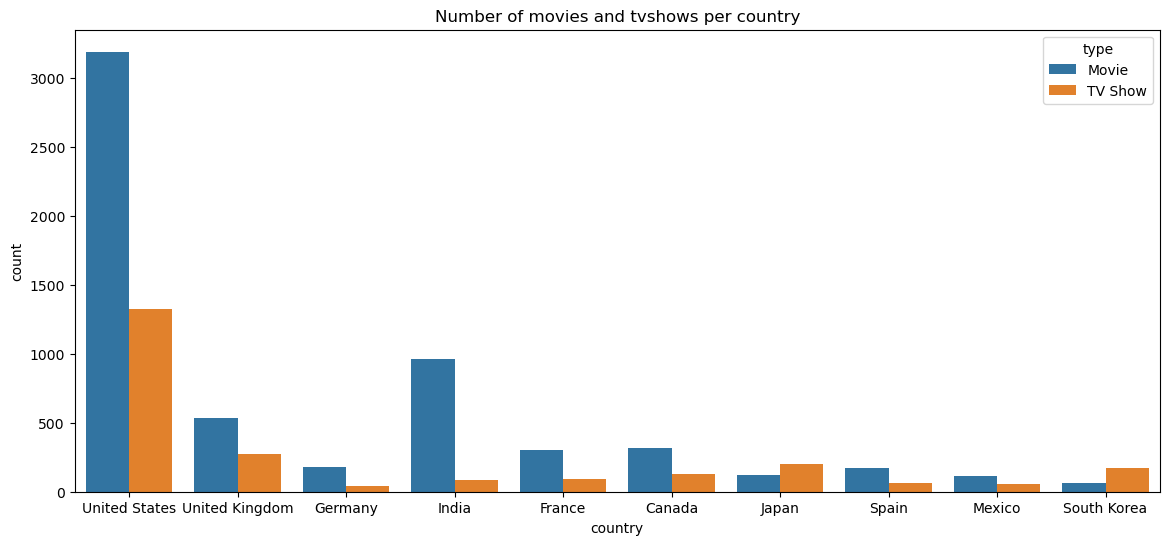 Number of movies and tvshows per country
type
Movie
TV Show
count
3000
2500
2000
1500
1000
500
0
United States United Kingdom Germany India France Canada Japan Spain Mexico South Korea
country